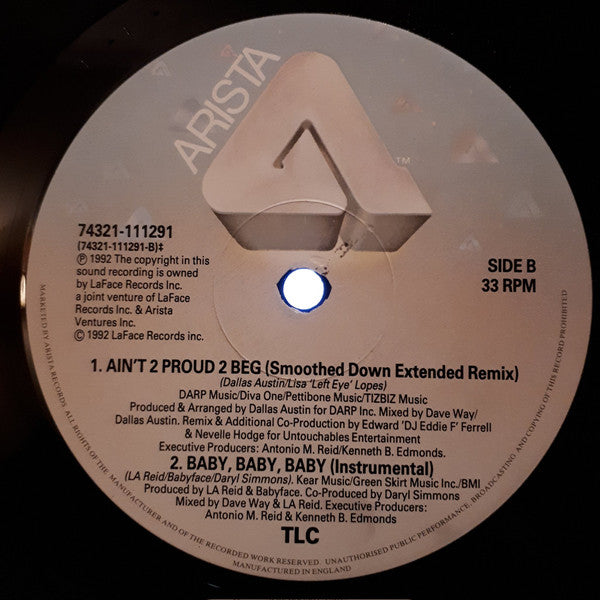 ARISTA
TM
74321-111291
(74321-111291-B)‡
Ⓟ 1992 The copyright in this
sound recording is owned
by LaFace Records Inc.
a joint venture of LaFace
Records Inc. & Arista
Ventures Inc.
© 1992 LaFace Records inc.
SIDE B
33 RPM
1. AIN'T 2 PROUD 2 BEG (Smoothed Down Extended Remix)
(Dallas Austin/Lisa 'Left Eye' Lopes)
DARP Music/Diva One/Pettibone Music/TIZBIZ Music
Produced & Arranged by Dallas Austin for DARP Inc. Mixed by Dave Way/
Dallas Austin. Remix & Additional Co-Production by Edward 'DJ Eddie F' Ferrell
& Nevelle Hodge for Untouchables Entertainment
Executive Producers: Antonio M. Reid/Kenneth B. Edmonds.
2. BABY, BABY, BABY (Instrumental)
(LA Reid/Babyface/Daryl Simmons). Kear Music/Green Skirt Music Inc./BMI
Produced by LA Reid & Babyface. Co-Produced by Daryl Simmons
Mixed by Dave Way & LA Reid. Executive Producers:
Antonio M. Reid & Kenneth B. Edmonds
TLC
MARKETED BY ARISTA RECORDS. ALL RIGHTS OF THE MANUFACTURER AND OF THE RECORDED WORK RESERVED. UNAUTHORISED PUBLIC PERFORMANCE, BROADCASTING AND COPYING OF THIS RECORD PROHIBITED
MANUFACTURED IN ENGLAND